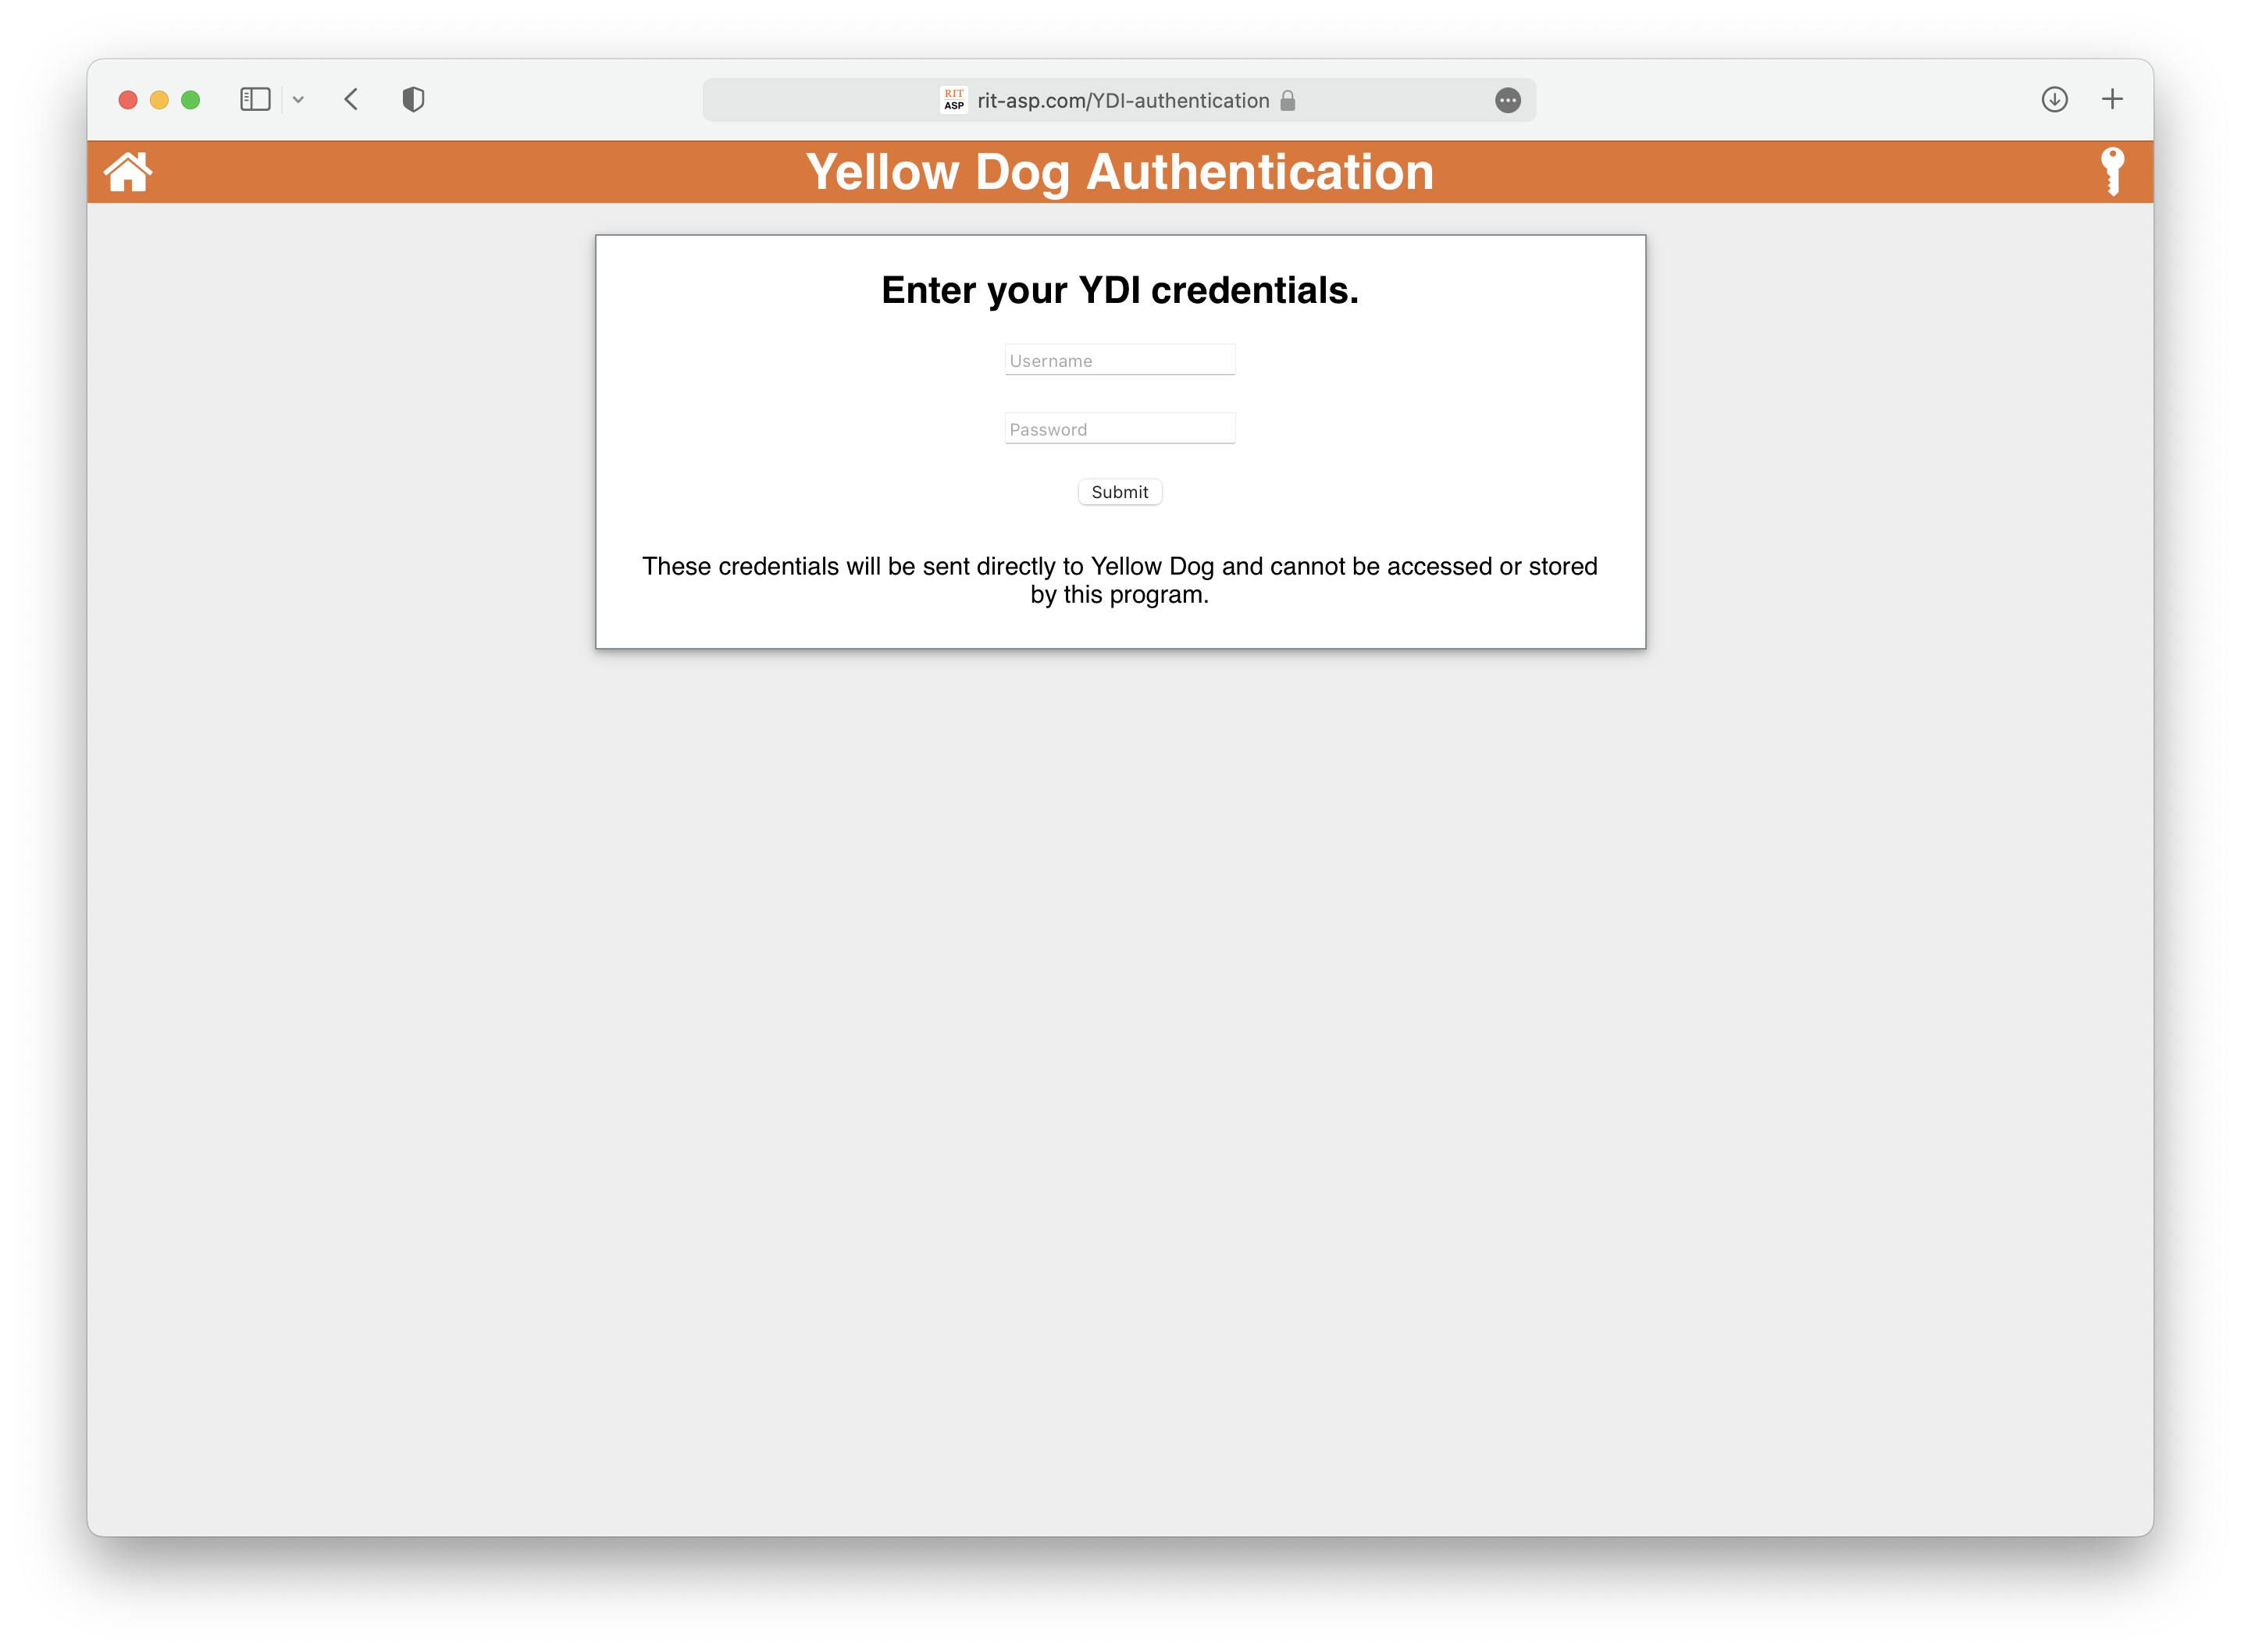 RIT
ASP
rit-asp.com/YDI-authentication
Yellow Dog Authentication
Enter your YDI credentials.
Username
Password
Submit
These credentials will be sent directly to Yellow Dog and cannot be accessed or stored
by this program.